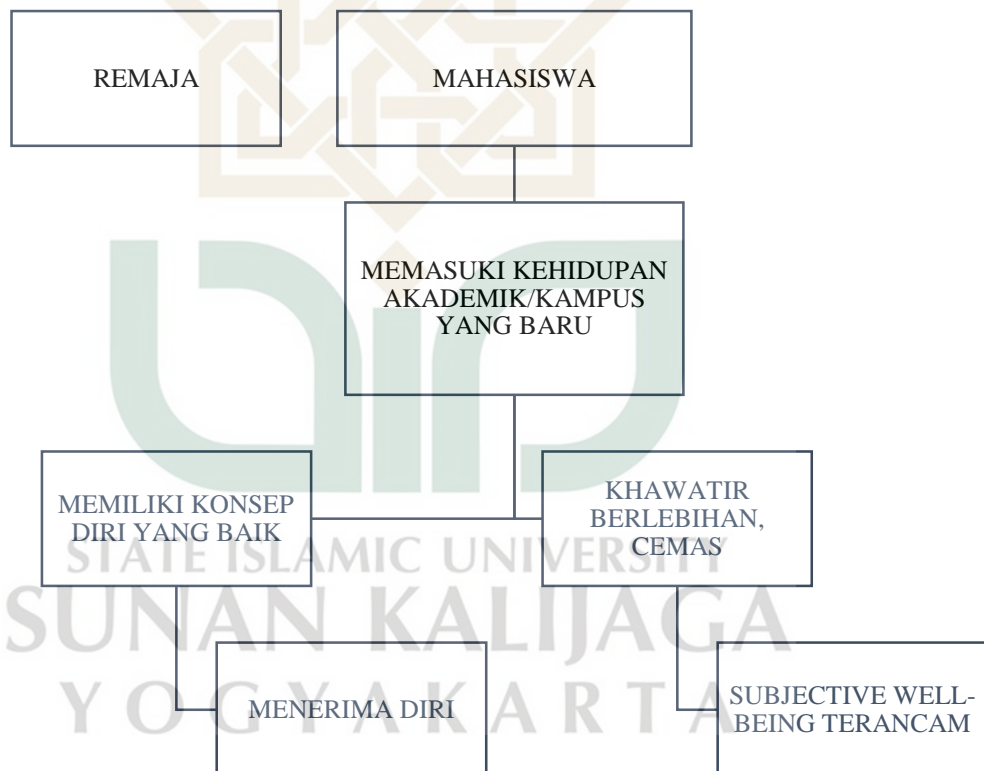 REMAJA
MAHASISWA
MEMASUKI KEHIDUPAN
AKADEMIK/KAMPUS
YANG BARU
MEMILIKI KONSEP
DIRI YANG BAIK
KHAWATIR
BERLEBIHAN,
CEMAS
STATE ISLAMIC UNIVERSITY
SUNAN KALIJAGA
YOGYAKARTA
MENERIMA DIRI
SUBJECTIVE WELL-
BEING TERANCAM